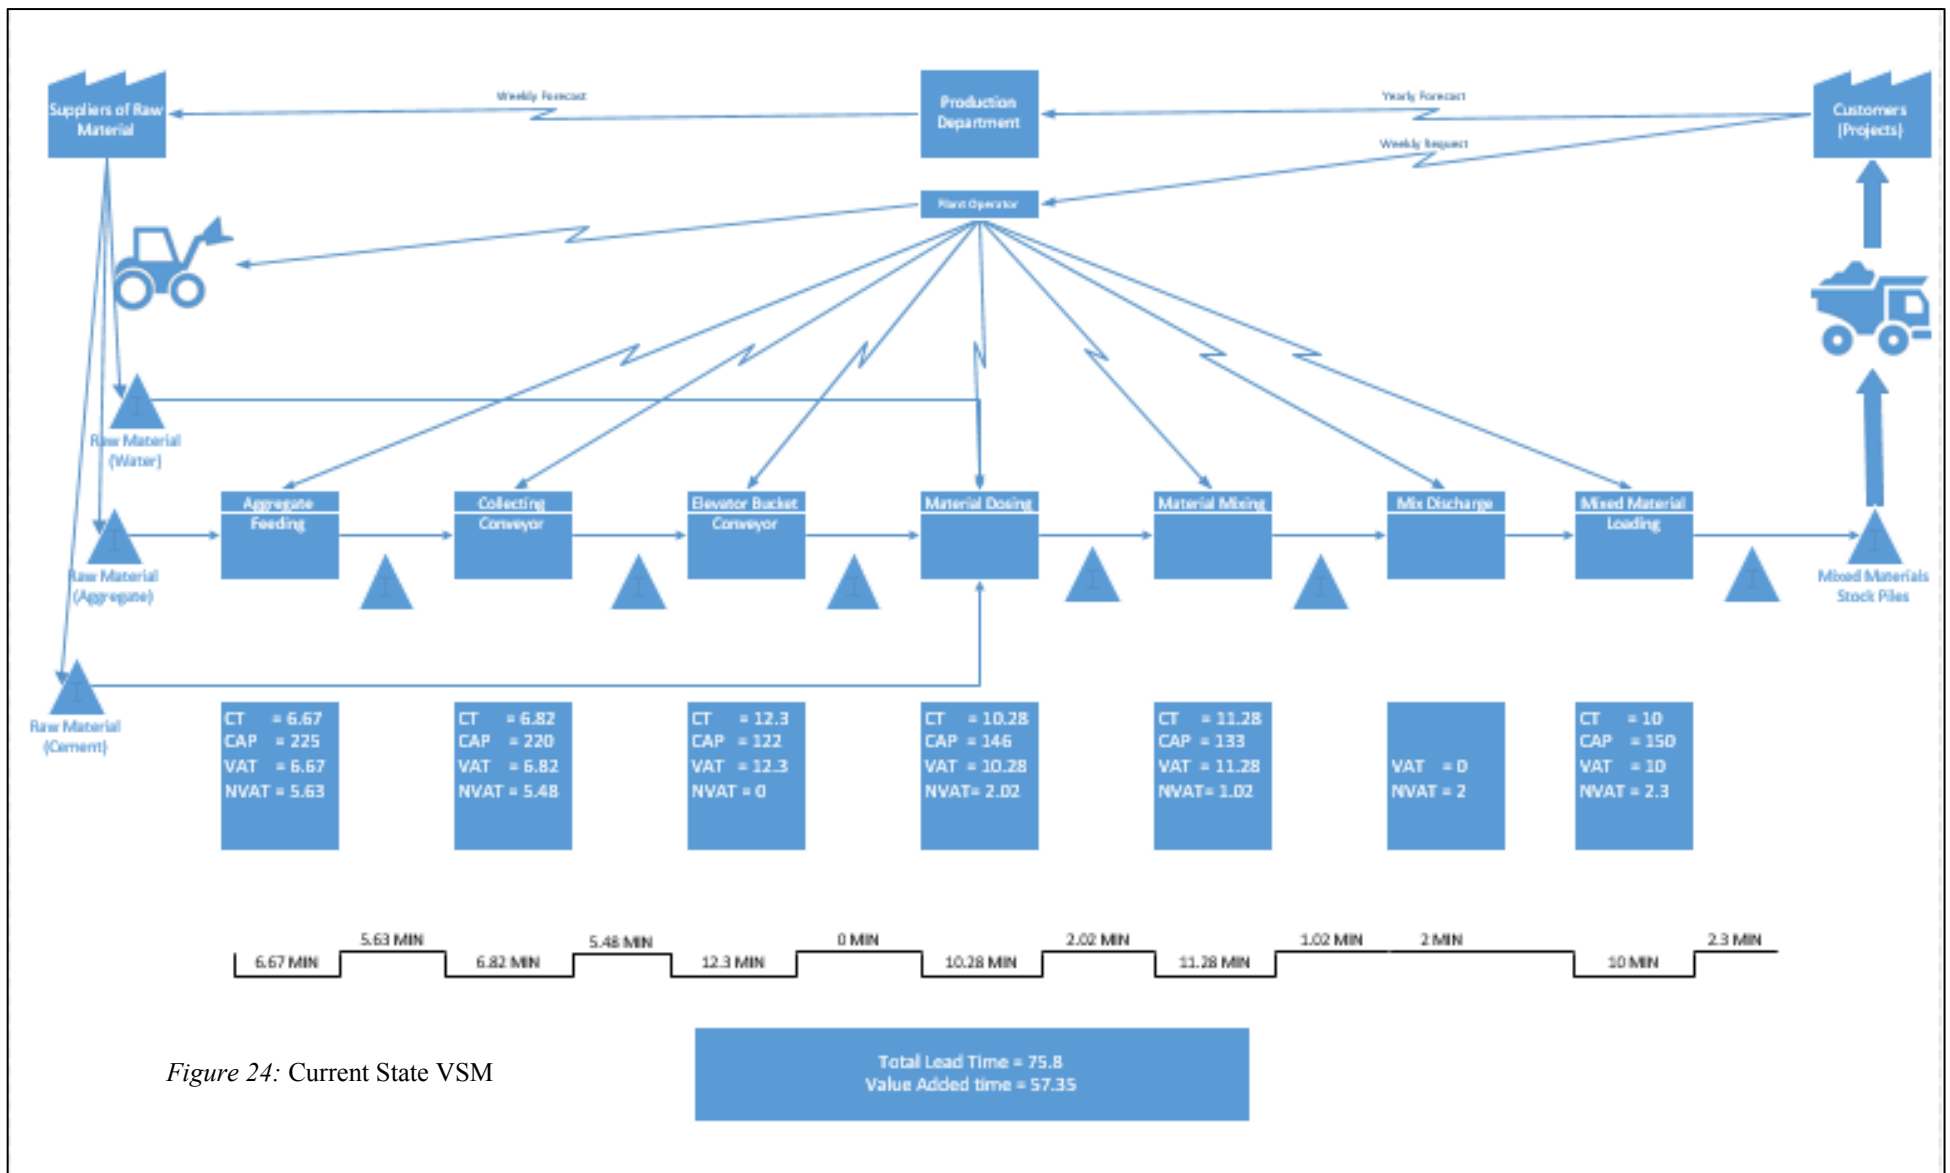 Suppliers of Raw
Material
Weekly Forecast
Production
Department
Yearly Forecast
Customers
(Projects)
Weekly Request
Plant Operator
Raw Material
(Water)
Aggregate
Feeding
Collecting
Conveyor
Elevator Bucket
Conveyor
Material Dosing
Material Mixing
Mix Discharge
Mixed Material
Loading
I
I
I
I
I
I
I
I
I
I
Raw Material
(Aggregate)
Mixed Materials
Stock Piles
Raw Material
(Cement)
CT = 6.67
CAP = 225
VAT = 6.67
NVAT = 5.63
CT = 6.82
CAP = 220
VAT = 6.82
NVAT = 5.48
CT = 12.3
CAP = 122
VAT = 12.3
NVAT = 0
CT = 10.28
CAP = 146
VAT = 10.28
NVAT= 2.02
CT = 11.28
CAP = 133
VAT = 11.28
NVAT= 1.02
VAT = 0
NVAT = 2
CT = 10
CAP = 150
VAT = 10
NVAT = 2.3
6.67 MIN
5.63 MIN
6.82 MIN
5.48 MIN
12.3 MIN
0 MIN
10.28 MIN
2.02 MIN
11.28 MIN
1.02 MIN
2 MIN
10 MIN
2.3 MIN
Total Lead Time = 75.8
Value Added time = 57.35
Figure 24: Current State VSM